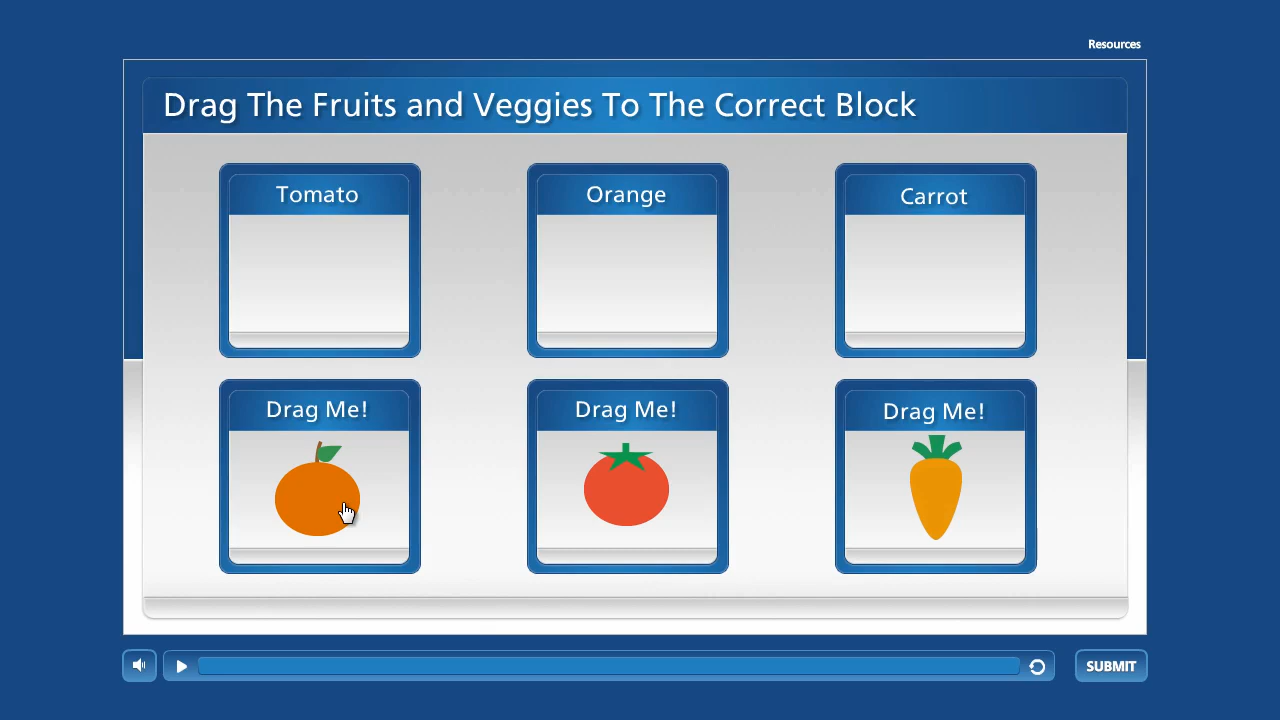 Resources
Drag The Fruits and Veggies To The Correct Block
Tomato
Orange
Carrot
Drag Me!
Drag Me!
Drag Me!
SUBMIT